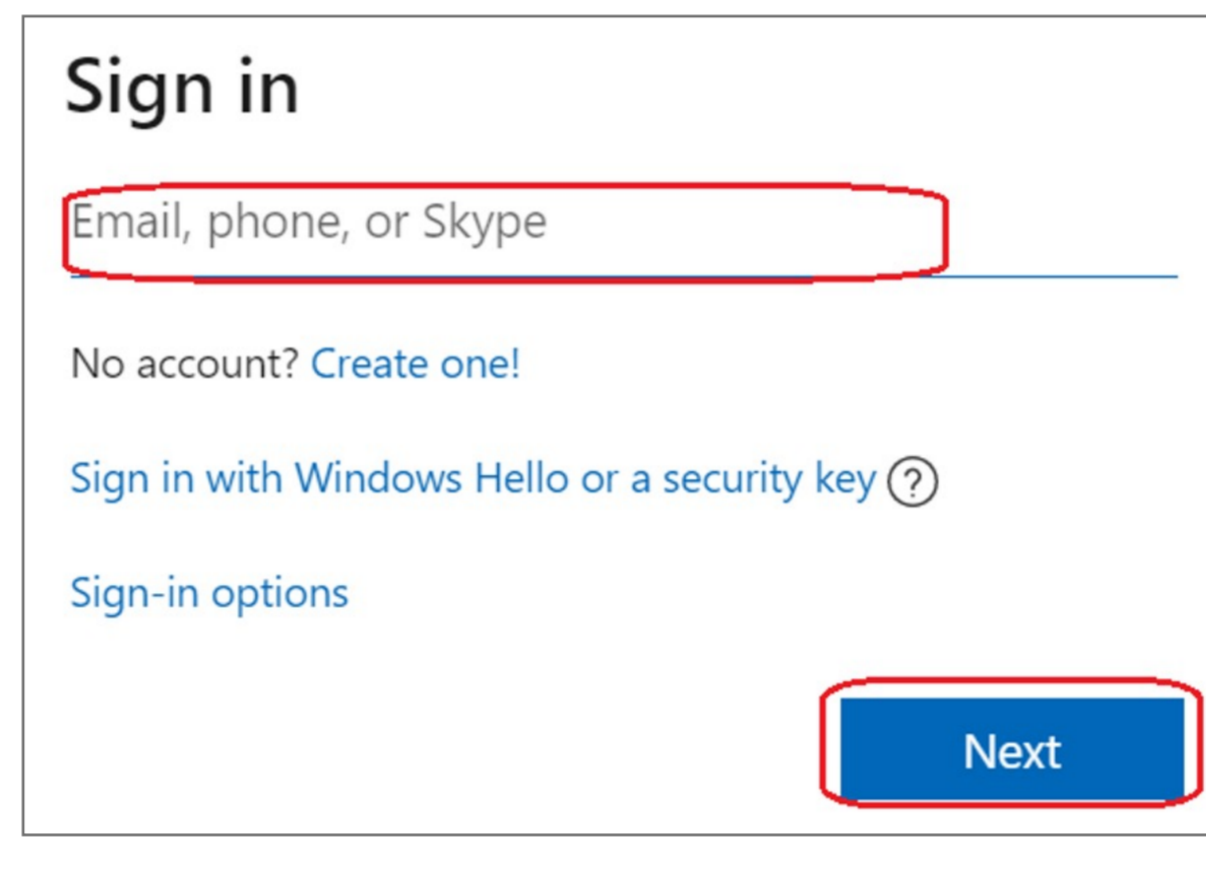 Sign in
Email, phone, or Skype
No account? Create one!
Sign in with Windows Hello or a security key ?
Sign-in options
Next